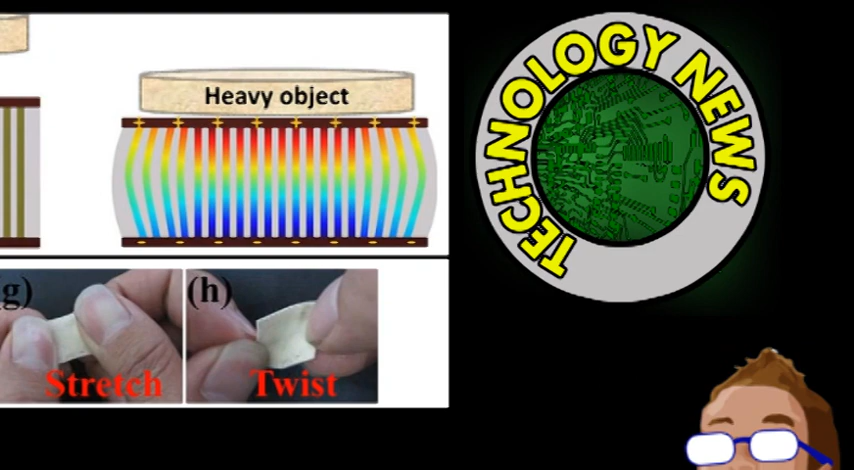 Heavy object
TECHNOLOGY NEWS
g)
(h)
Stretch
Twist